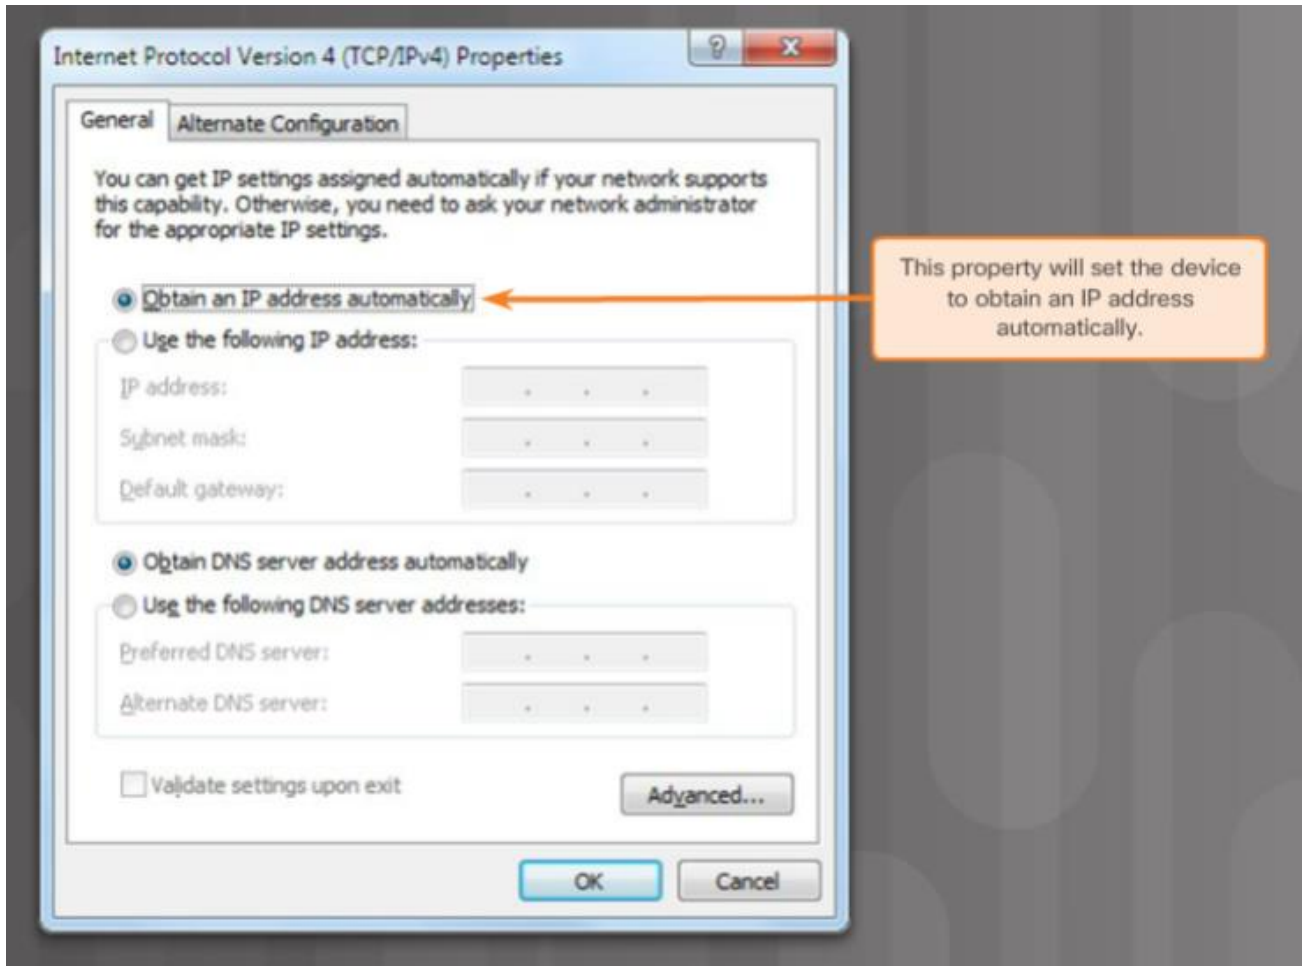 Internet Protocol Version 4 (TCP/IPv4) Properties
General
Alternate Configuration
You can get IP settings assigned automatically if your network supports
this capability. Otherwise, you need to ask your network administrator
for the appropriate IP settings.
Obtain an IP address automatically
This property will set the device
to obtain an IP address
automatically.
Use the following IP address:
IP address:
Subnet mask:
Default gateway:
Obtain DNS server address automatically
Use the following DNS server addresses:
Preferred DNS server:
Alternate DNS server:
Validate settings upon exit
Advanced...
OK
Cancel